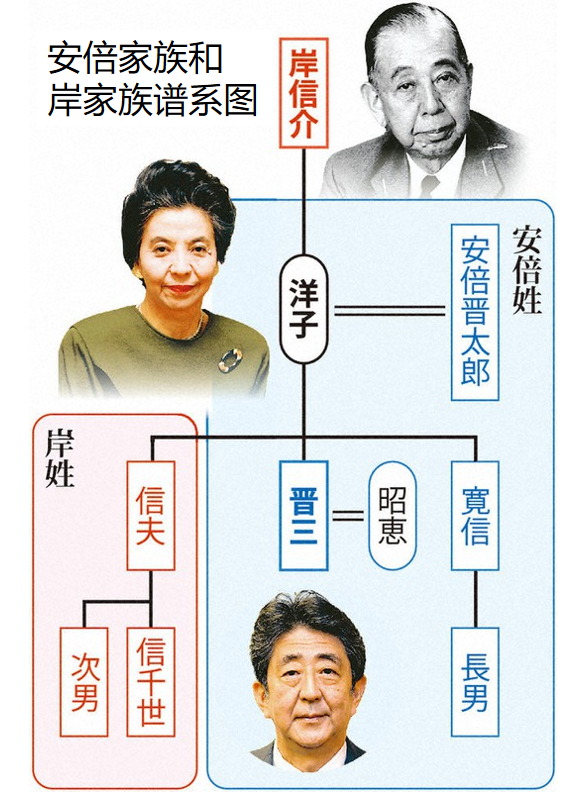 安倍家族和
岸家族谱系图
岸信介
安倍姓
安倍晋太郎
洋子
岸姓
信夫
晋三
昭恵
寛信
次男
信千世
長男